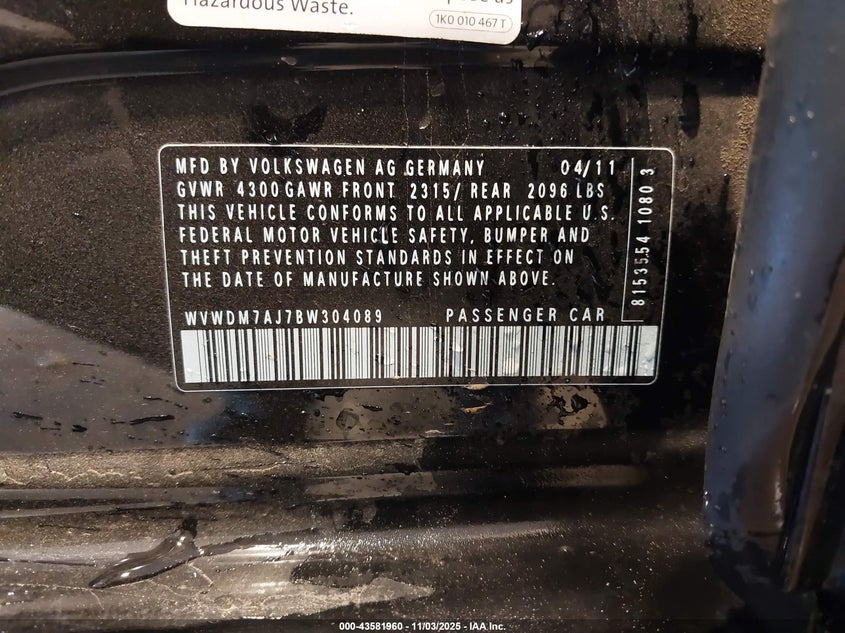 Hazardous Waste.
1K0 010 467 T
MFD BY VOLKSWAGEN AG GERMANY 04/11
GVWR 4300 GAWR FRONT 2315/ REAR 2096 LBS
THIS VEHICLE CONFORMS TO ALL APPLICABLE U.S.
FEDERAL MOTOR VEHICLE SAFETY, BUMPER AND
THEFT PREVENTION STANDARDS IN EFFECT ON
THE DATE OF MANUFACTURE SHOWN ABOVE.
WVWDM7AJ7BW304089 PASSENGER CAR
8153554 1080 3
000-43581960 - 11/03/2025 - IAA Inc.